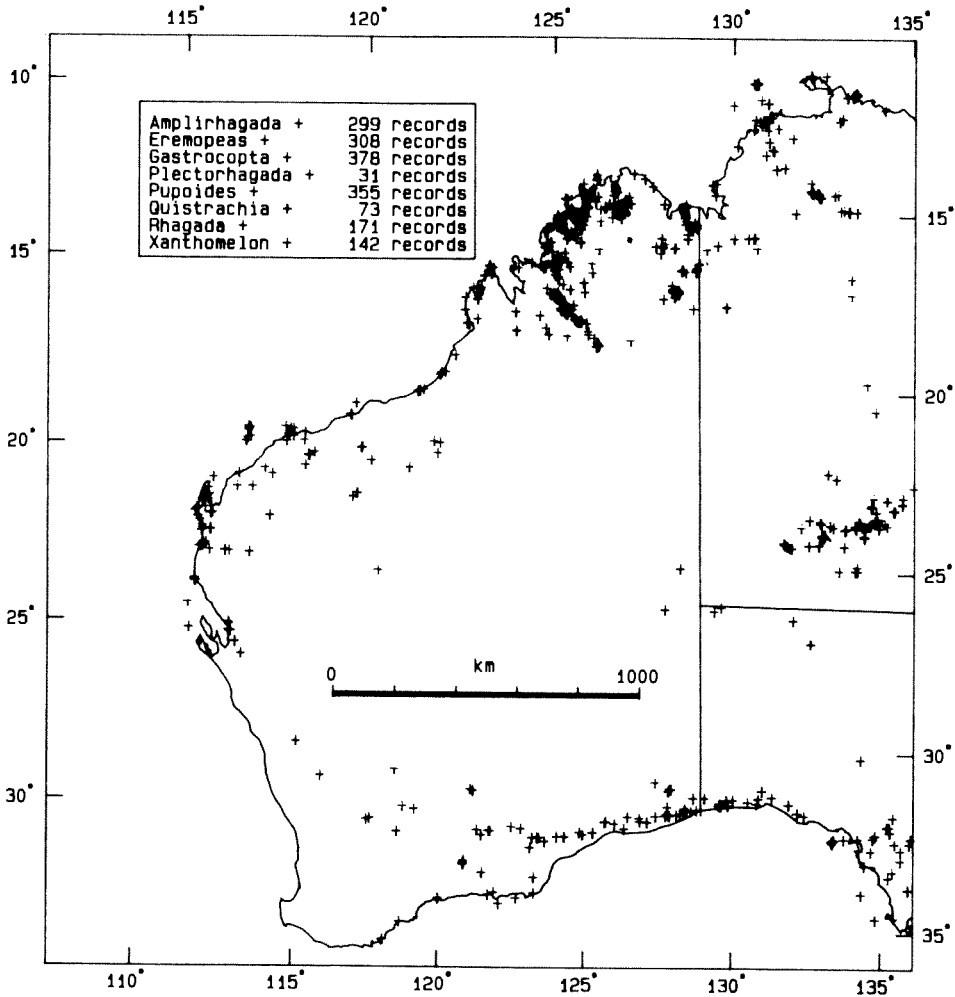 115° 120° 125° 130° 135°
10°
Amplirhagada + 299 records
Eremopeas + 308 records
Gastrocopta + 378 records
Plectorhagada + 31 records
Pupoides + 355 records
Quistrachia + 73 records
Rhagada + 171 records
Xanthomelon + 142 records
15°
15°
20°
20°
25°
25°
km
0 1000
30°
30°
35°
110° 115° 120° 125° 130° 135°